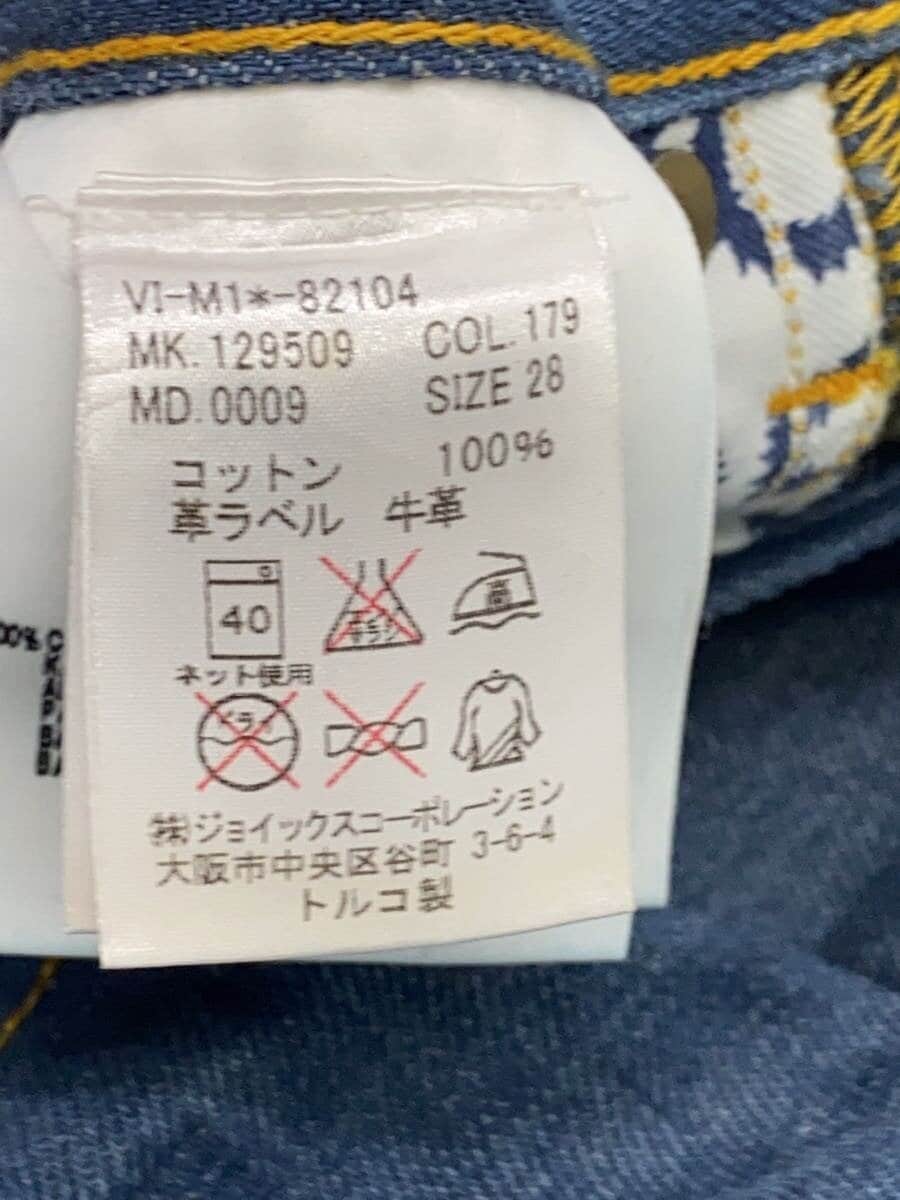 VI-M1*-82104
MK. 129509 COL. 179
MD. 0009 SIZE 28
コットン 100%
革ラベル 牛革
40
高
ネット使用
ドライ
㈱ジョイックスコーポレーション
大阪市中央区谷町 3-6-4
トルコ製